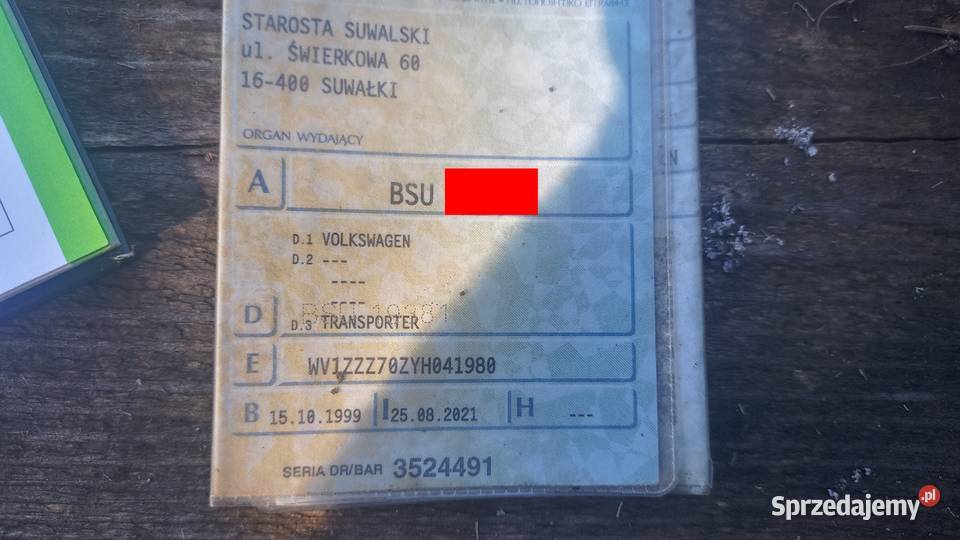 STAROSTA SUWALSKI
ul. ŚWIERKOWA 60
16-400 SUWAŁKI
ORGAN WYDAJĄCY
A BSU
D.1 VOLKSWAGEN
D.2 ---
----
----
D D.3 TRANSPORTER
E WV1ZZZ70ZYH041980
B 15.10.1999 I 25.08.2021 H ---
SERIA DR/BAR 3524491
N
Sprzedajemy.pl